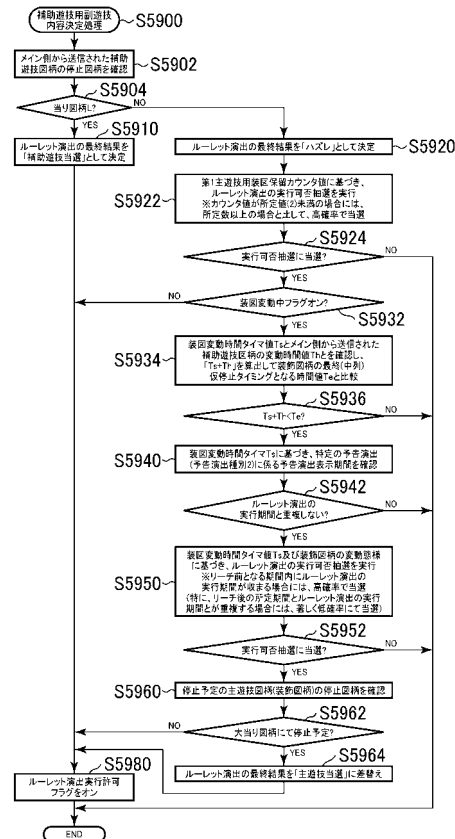 補助遊技用副遊技
内容決定処理
S5900
メイン側から送信された補助
遊技図柄の停止図柄を確認
S5902
S5904
当り図柄L?
NO
YES
S5910
ルーレット演出の最終結果を
「補助遊技当選」として決定
ルーレット演出の最終結果を「ハズレ」として決定
S5920
S5922
第1主遊技用装図保留カウンタ値に基づき、
ルーレット演出の実行可否抽選を実行
※カウンタ値が所定値(2)未満の場合には、
所定数以上の場合と比して、高確率で当選
S5924
実行可否抽選に当選?
NO
YES
NO
装図変動中フラグオン?
S5932
YES
S5934
装図変動時間タイマ値Tsとメイン側から送信された
補助遊技図柄の変動時間値Thとを確認し、
「Ts+Th」を算出して装飾図柄の最終(中列)
仮停止タイミングとなる時間値Teと比較
S5936
Ts+Th<Te?
NO
YES
S5940
装図変動時間タイマTsに基づき、特定の予告演出
(予告演出種別2)に係る予告演出表示期間を確認
S5942
ルーレット演出の
実行期間と重複しない?
NO
YES
S5950
装図変動時間タイマ値Ts及び装飾図柄の変動態様
に基づき、ルーレット演出の実行可否抽選を実行
※リーチ前となる期間内にルーレット演出の
実行期間が収まる場合には、高確率で当選
(特に、リーチ後の所定期間とルーレット演出の実行
期間とが重複する場合には、著しく低確率にて当選)
S5952
実行可否抽選に当選?
NO
YES
S5960
停止予定の主遊技図柄(装飾図柄)の停止図柄を確認
S5962
NO
大当り図柄にて停止予定?
YES
S5964
ルーレット演出の最終結果を「主遊技当選」に差替え
S5980
ルーレット演出実行許可
フラグをオン
END